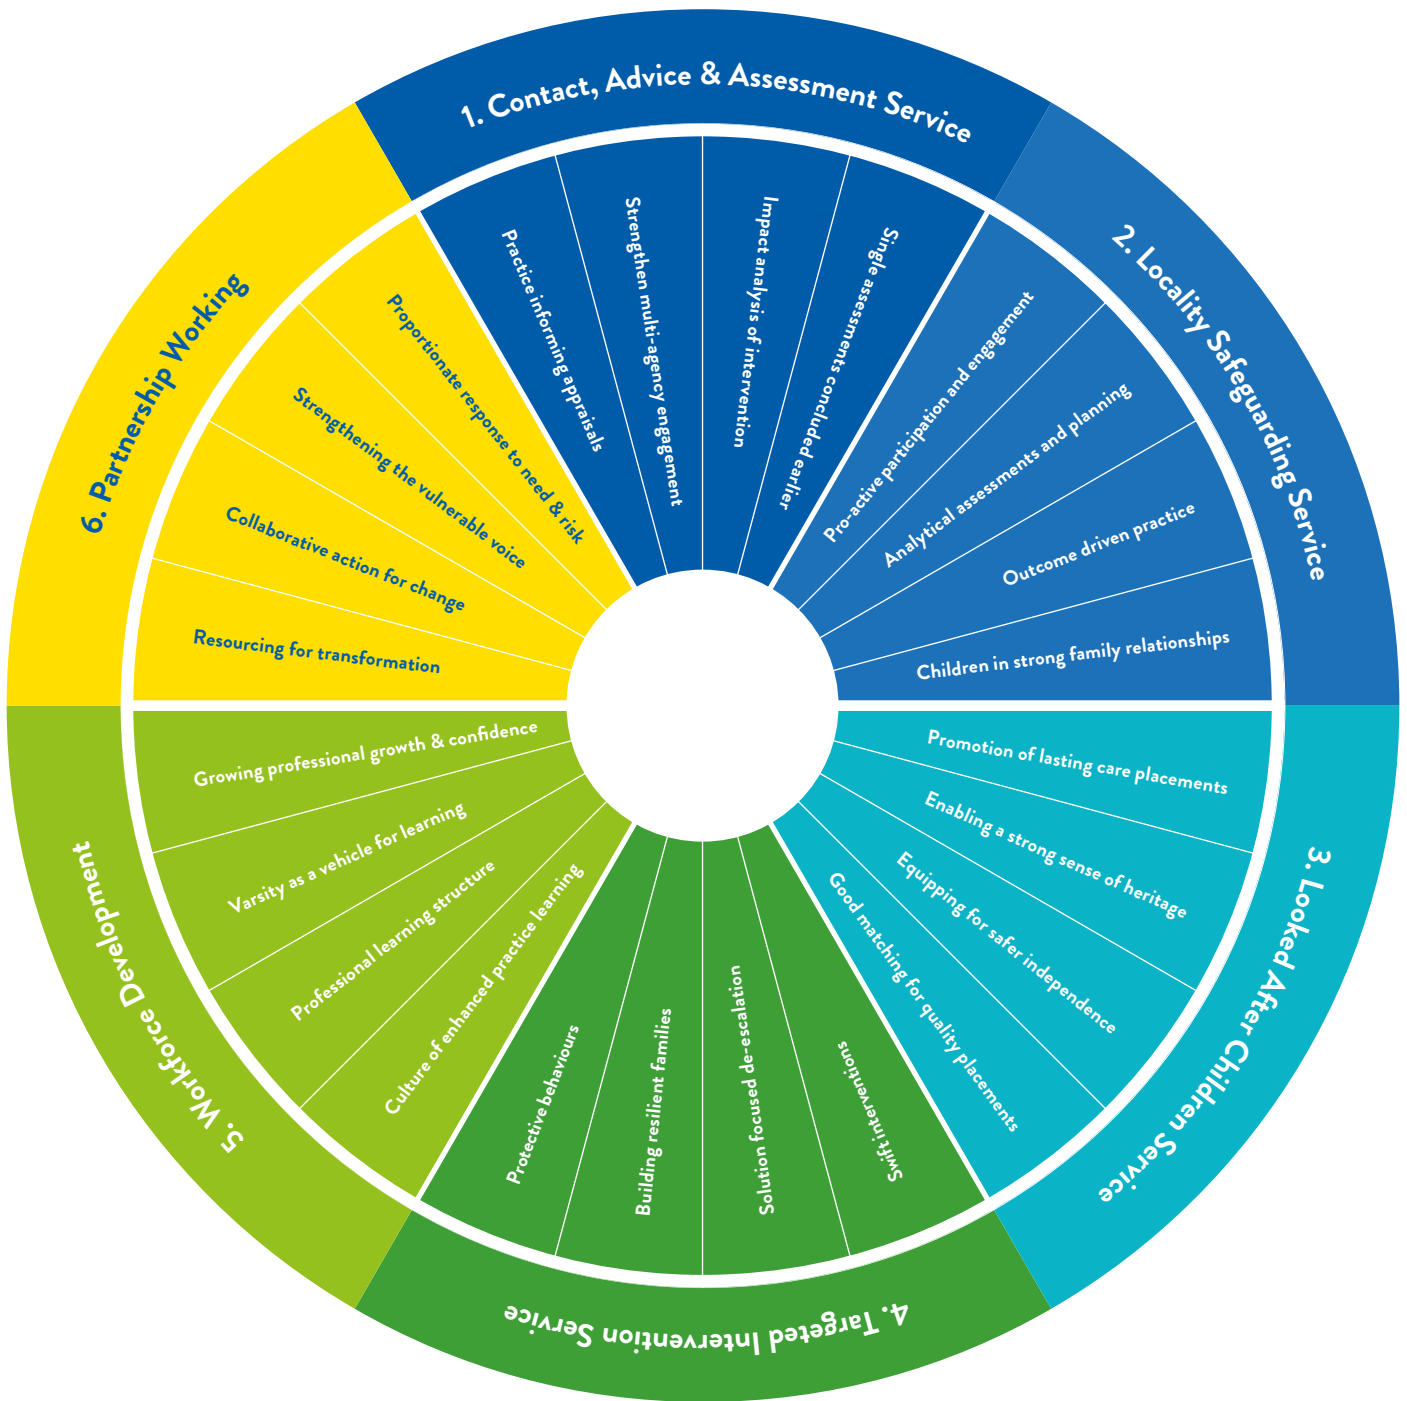 1. Contact, Advice & Assessment Service
Practice informing appraisals
Strengthen multi-agency engagement
Impact analysis of intervention
Single assessments concluded earlier
2. Locality Safeguarding Service
Pro-active participation and engagement
Analytical assessments and planning
Outcome driven practice
Children in strong family relationships
3. Looked After Children Service
Promotion of lasting care placements
Enabling a strong sense of heritage
Equipping for safer independence
Good matching for quality placements
4. Targeted Intervention Service
Swift interventions
Solution focused de-escalation
Building resilient families
Protective behaviours
5. Workforce Development
Culture of enhanced practice learning
Professional learning structure
Varsity as a vehicle for learning
Growing professional growth & confidence
6. Partnership Working
Resourcing for transformation
Collaborative action for change
Strengthening the vulnerable voice
Proportionate response to need & risk